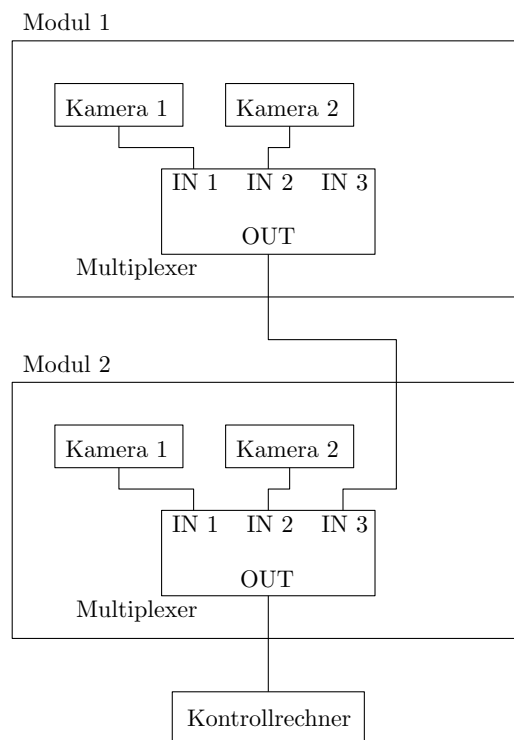 Modul 1
Kamera 1 Kamera 2
IN 1 IN 2 IN 3
OUT
Multiplexer
Modul 2
Kamera 1 Kamera 2
IN 1 IN 2 IN 3
OUT
Multiplexer
Kontrollrechner